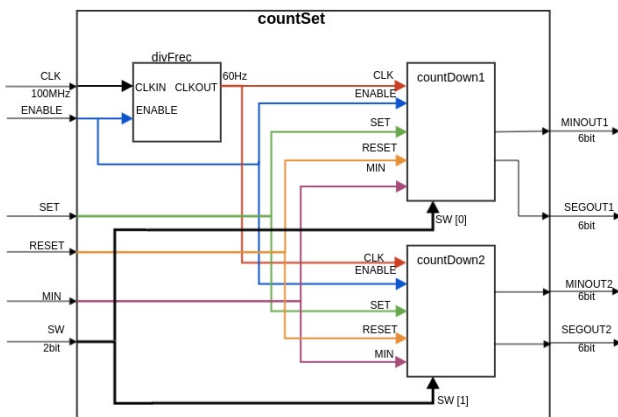 countSet
divFrec
CLK
100MHz
ENABLE
CLKIN CLKOUT
ENABLE
60Hz
CLK
ENABLE
SET
RESET
MIN
countDown1
SW [0]
MINOUT1
6bit
SEGOUT1
6bit
SET
RESET
MIN
SW
2bit
CLK
ENABLE
SET
RESET
MIN
countDown2
SW [1]
MINOUT2
6bit
SEGOUT2
6bit